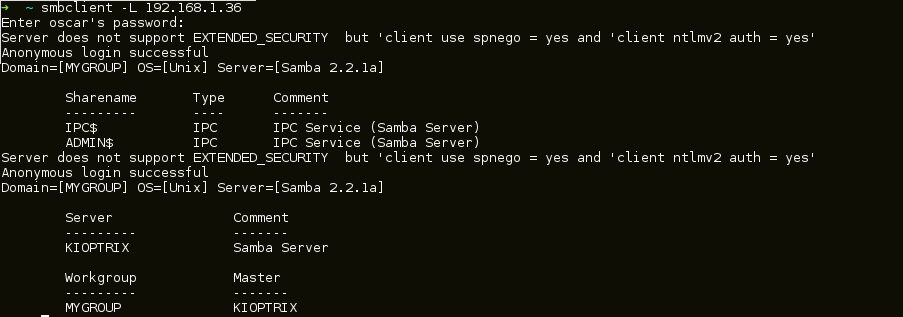 ➜  ~ smbclient -L 192.168.1.36
Enter oscar's password:
Server does not support EXTENDED_SECURITY  but 'client use spnego = yes and 'client ntlmv2 auth = yes'
Anonymous login successful
Domain=[MYGROUP] OS=[Unix] Server=[Samba 2.2.1a]
Sharename       Type      Comment
---------       ----      -------
IPC$            IPC       IPC Service (Samba Server)
ADMIN$          IPC       IPC Service (Samba Server)
Server does not support EXTENDED_SECURITY  but 'client use spnego = yes and 'client ntlmv2 auth = yes'
Anonymous login successful
Domain=[MYGROUP] OS=[Unix] Server=[Samba 2.2.1a]
Server               Comment
---------            -------
KIOPTRIX             Samba Server
Workgroup            Master
---------            -------
MYGROUP              KIOPTRIX